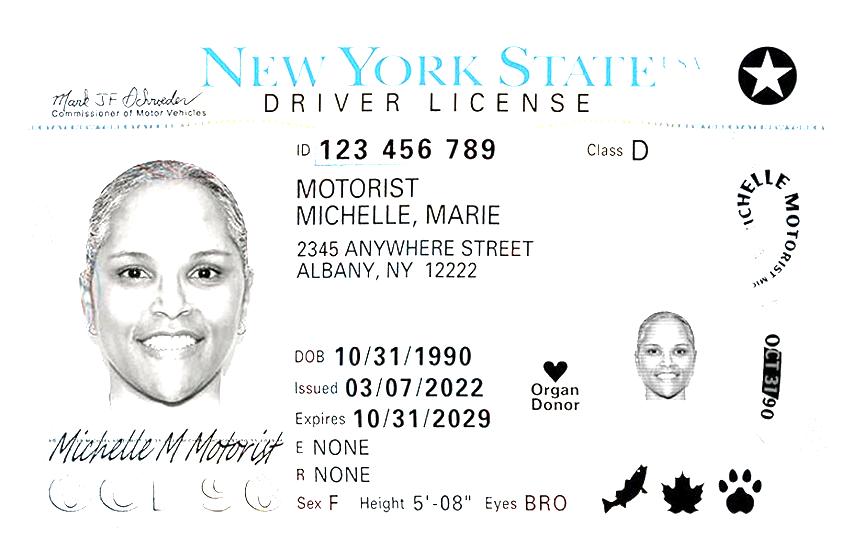 NEW YORK STATE USA
DRIVER LICENSE
Mark JF Schroeder
Commissioner of Motor Vehicles
ID 123 456 789
Class D
MOTORIST
MICHELLE, MARIE
2345 ANYWHERE STREET
ALBANY, NY 12222
ICHELLE MOTORIST MIC
DOB 10/31/1990
Issued 03/07/2022
Expires 10/31/2029
Organ
Donor
OCT 31/90
Michelle M Motorist
E NONE
R NONE
Sex F Height 5'-08" Eyes BRO